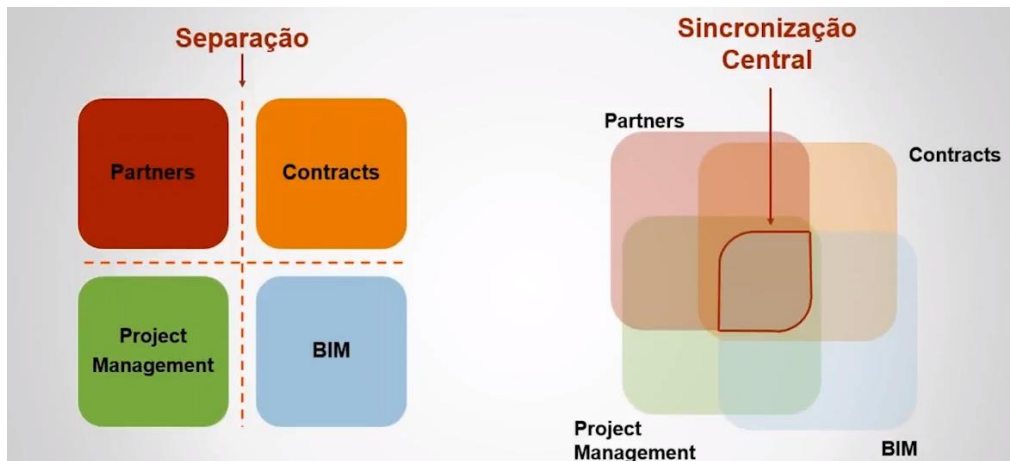 Separação
Partners
Contracts
Project
Management
BIM
Sincronização
Central
Partners
Contracts
Project
Management
BIM